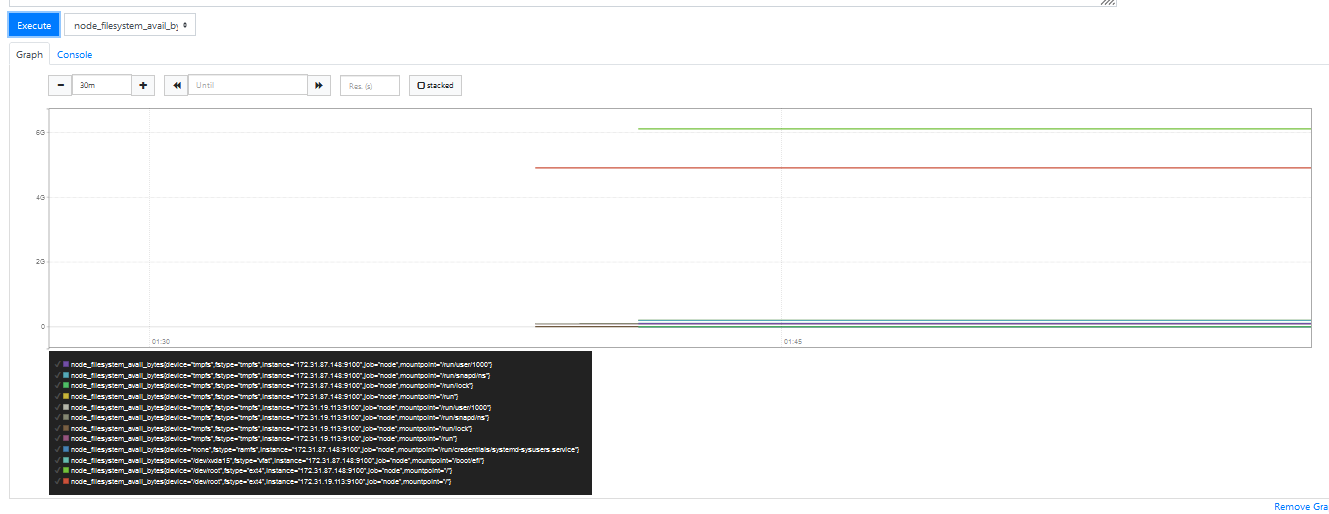 Execute node_filesystem_avail_by
Graph Console
30m Until Res. (s) stacked
6G
4G
2G
0
01:30 01:45
node_filesystem_avail_bytes{device="tmpfs",fstype="tmpfs",instance="172.31.87.148:9100",job="node",mountpoint="/run/user/1000"}
node_filesystem_avail_bytes{device="tmpfs",fstype="tmpfs",instance="172.31.87.148:9100",job="node",mountpoint="/run/snapd/ns"}
node_filesystem_avail_bytes{device="tmpfs",fstype="tmpfs",instance="172.31.87.148:9100",job="node",mountpoint="/run/lock"}
node_filesystem_avail_bytes{device="tmpfs",fstype="tmpfs",instance="172.31.87.148:9100",job="node",mountpoint="/run"}
node_filesystem_avail_bytes{device="tmpfs",fstype="tmpfs",instance="172.31.19.113:9100",job="node",mountpoint="/run/user/1000"}
node_filesystem_avail_bytes{device="tmpfs",fstype="tmpfs",instance="172.31.19.113:9100",job="node",mountpoint="/run/snapd/ns"}
node_filesystem_avail_bytes{device="tmpfs",fstype="tmpfs",instance="172.31.19.113:9100",job="node",mountpoint="/run/lock"}
node_filesystem_avail_bytes{device="tmpfs",fstype="tmpfs",instance="172.31.19.113:9100",job="node",mountpoint="/run"}
node_filesystem_avail_bytes{device="none",fstype="ramfs",instance="172.31.87.148:9100",job="node",mountpoint="/run/credentials/systemd-sysusers.service"}
node_filesystem_avail_bytes{device="/dev/xvda15",fstype="vfat",instance="172.31.87.148:9100",job="node",mountpoint="/boot/efi"}
node_filesystem_avail_bytes{device="/dev/root",fstype="ext4",instance="172.31.87.148:9100",job="node",mountpoint="/"}
node_filesystem_avail_bytes{device="/dev/root",fstype="ext4",instance="172.31.19.113:9100",job="node",mountpoint="/"}
Remove Gra